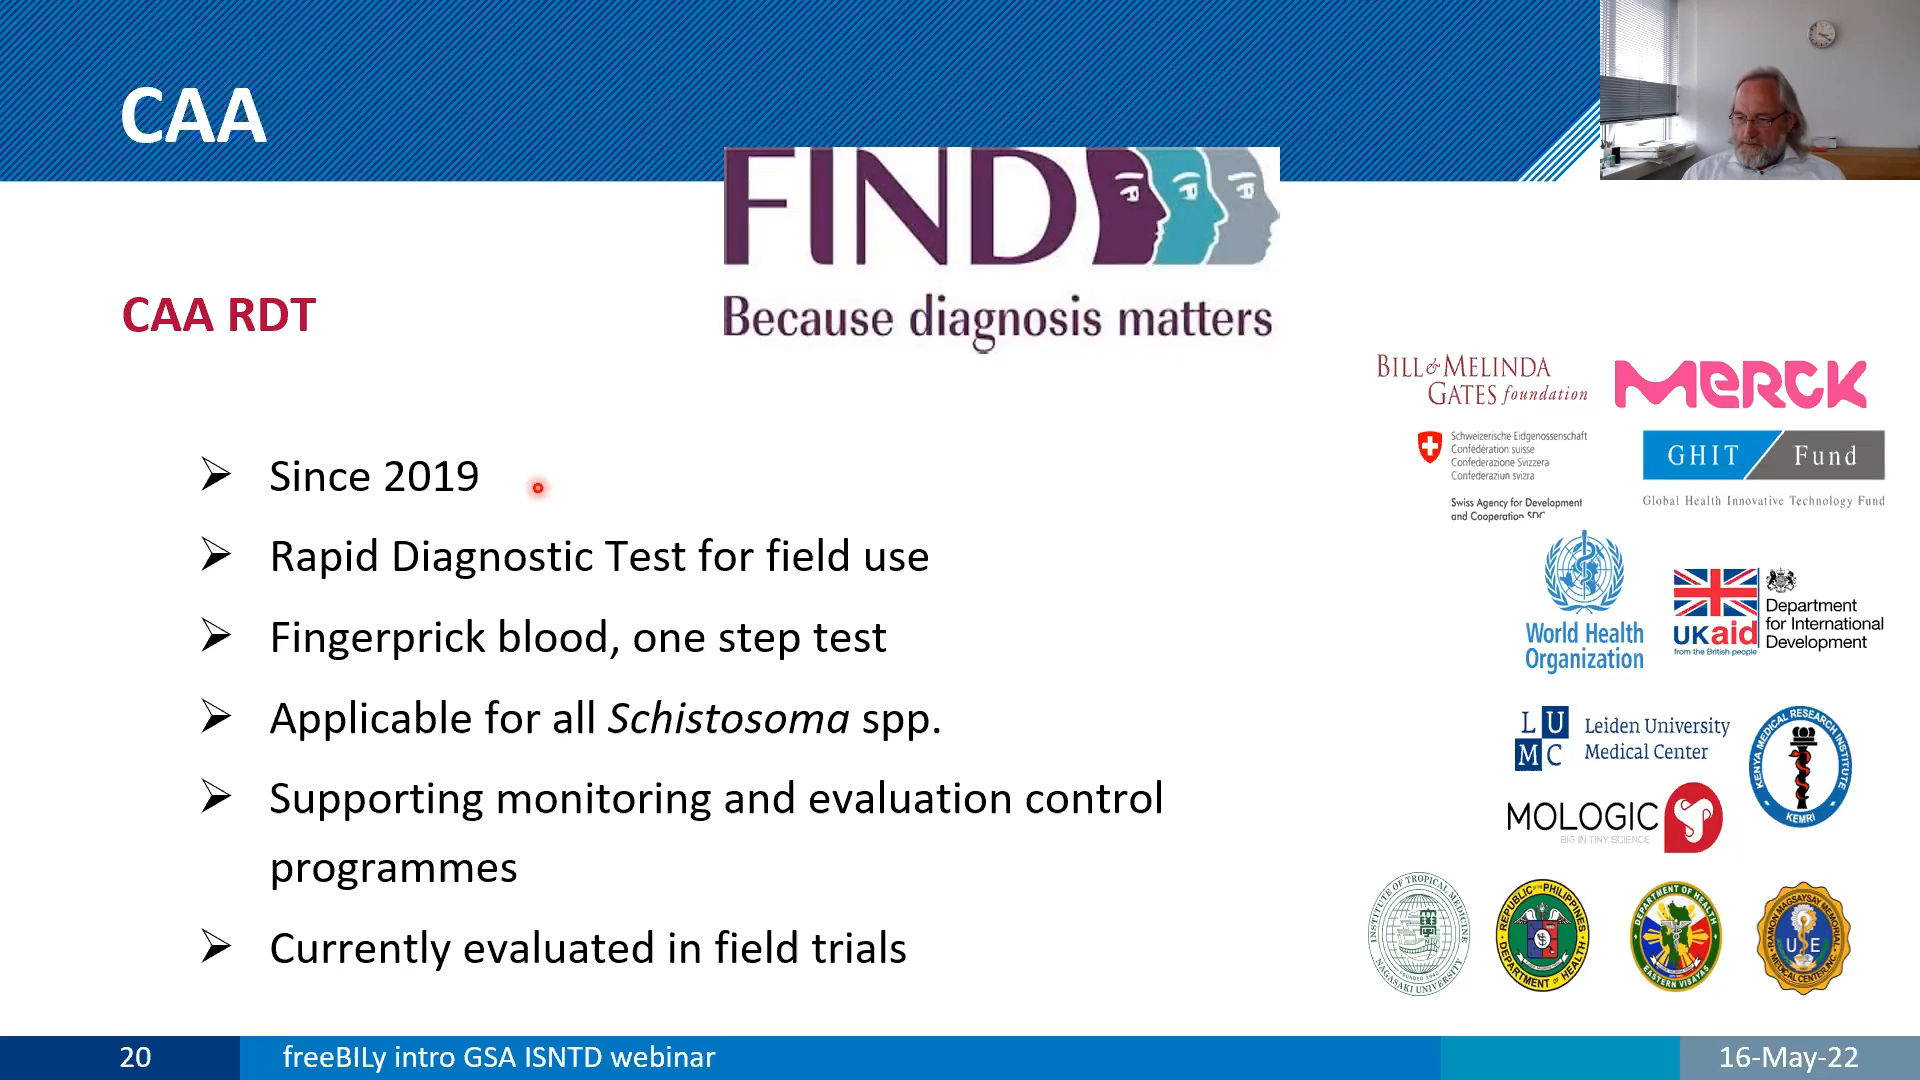 CAA
FIND
Because diagnosis matters
CAA RDT
Since 2019
Rapid Diagnostic Test for field use
Fingerprick blood, one step test
Applicable for all Schistosoma spp.
Supporting monitoring and evaluation control
programmes
Currently evaluated in field trials
BILL & MELINDA
GATES foundation
MERCK
Schweizerische Eidgenossenschaft
Confédération suisse
Confederazione Svizzera
Confederaziun svizra
Swiss Agency for Development
and Cooperation SDC
GHIT Fund
Global Health Innovative Technology Fund
World Health
Organization
UKaid
from the British people
Department
for International
Development
LUMC
Leiden University
Medical Center
KENYA MEDICAL RESEARCH INSTITUTE
KEMRI
MOLOGIC
BIG IN TINY SCIENCE
INSTITUTE OF TROPICAL MEDICINE
NAGASAKI UNIVERSITY
REPUBLIC OF THE PHILIPPINES
DEPARTMENT OF HEALTH
DEPARTMENT OF HEALTH
EASTERN VISAYAS
RAMON MAGSAYSAY MEMORIAL
MEDICAL CENTER, INC.
UE
20
freeBILy intro GSA ISNTD webinar
16-May-22